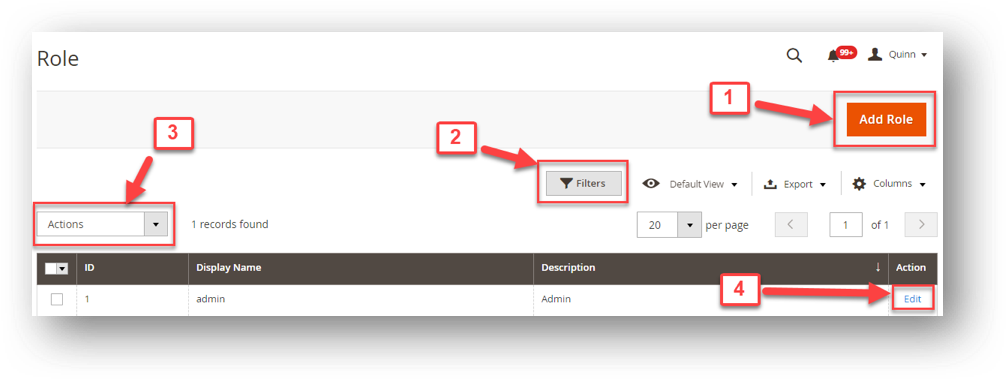 Role
99+
Quinn
1
Add Role
3
2
Filters
Default View
Export
Columns
Actions
1 records found
20
per page
1
of 1
ID
Display Name
Description
↓
Action
4
1
admin
Admin
Edit